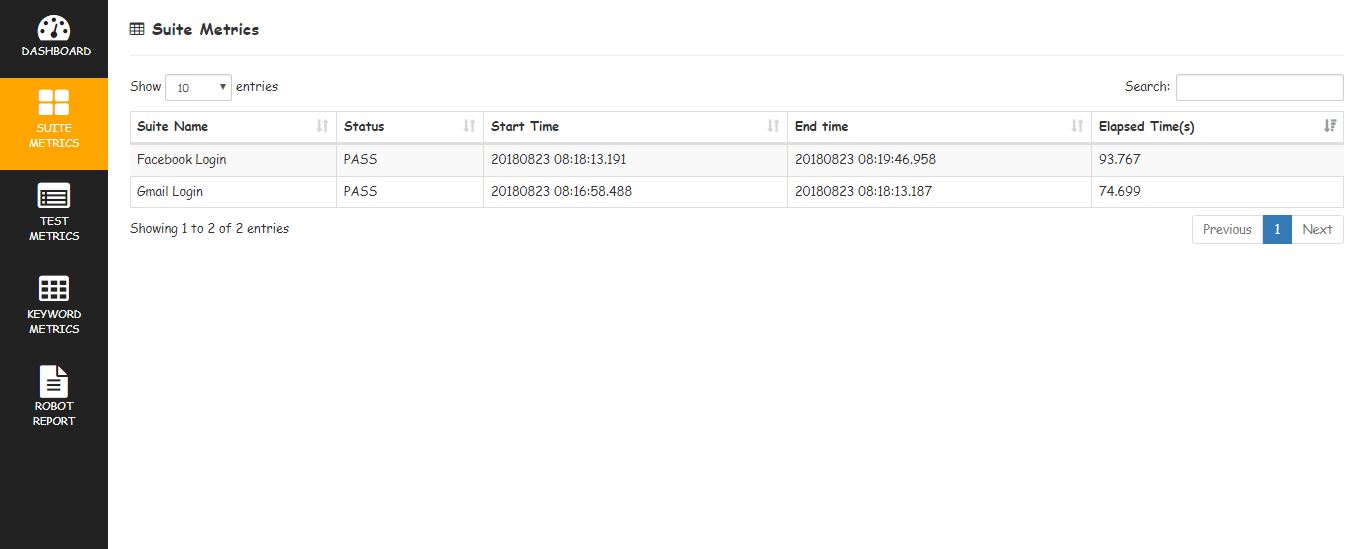 DASHBOARD
SUITE
METRICS
TEST
METRICS
KEYWORD
METRICS
ROBOT
REPORT
Suite Metrics
Show 10 entries Search:
Suite Name Status Start Time End time Elapsed Time(s)
Facebook Login PASS 20180823 08:18:13.191 20180823 08:19:46.958 93.767
Gmail Login PASS 20180823 08:16:58.488 20180823 08:18:13.187 74.699
Showing 1 to 2 of 2 entries Previous 1 Next